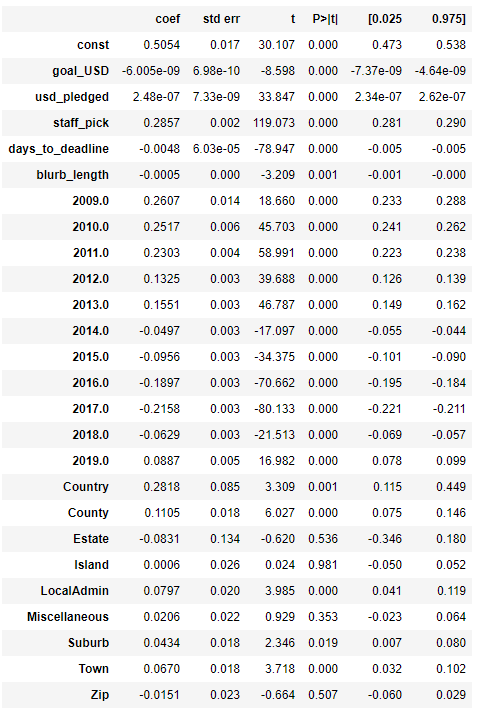 coef std err t P>|t| [0.025 0.975]
const 0.5054 0.017 30.107 0.000 0.473 0.538
goal_USD -6.005e-09 6.98e-10 -8.598 0.000 -7.37e-09 -4.64e-09
usd_pledged 2.48e-07 7.33e-09 33.847 0.000 2.34e-07 2.62e-07
staff_pick 0.2857 0.002 119.073 0.000 0.281 0.290
days_to_deadline -0.0048 6.03e-05 -78.947 0.000 -0.005 -0.005
blurb_length -0.0005 0.000 -3.209 0.001 -0.001 -0.000
2009.0 0.2607 0.014 18.660 0.000 0.233 0.288
2010.0 0.2517 0.006 45.703 0.000 0.241 0.262
2011.0 0.2303 0.004 58.991 0.000 0.223 0.238
2012.0 0.1325 0.003 39.688 0.000 0.126 0.139
2013.0 0.1551 0.003 46.787 0.000 0.149 0.162
2014.0 -0.0497 0.003 -17.097 0.000 -0.055 -0.044
2015.0 -0.0956 0.003 -34.375 0.000 -0.101 -0.090
2016.0 -0.1897 0.003 -70.662 0.000 -0.195 -0.184
2017.0 -0.2158 0.003 -80.133 0.000 -0.221 -0.211
2018.0 -0.0629 0.003 -21.513 0.000 -0.069 -0.057
2019.0 0.0887 0.005 16.982 0.000 0.078 0.099
Country 0.2818 0.085 3.309 0.001 0.115 0.449
County 0.1105 0.018 6.027 0.000 0.075 0.146
Estate -0.0831 0.134 -0.620 0.536 -0.346 0.180
Island 0.0006 0.026 0.024 0.981 -0.050 0.052
LocalAdmin 0.0797 0.020 3.985 0.000 0.041 0.119
Miscellaneous 0.0206 0.022 0.929 0.353 -0.023 0.064
Suburb 0.0434 0.018 2.346 0.019 0.007 0.080
Town 0.0670 0.018 3.718 0.000 0.032 0.102
Zip -0.0151 0.023 -0.664 0.507 -0.060 0.029